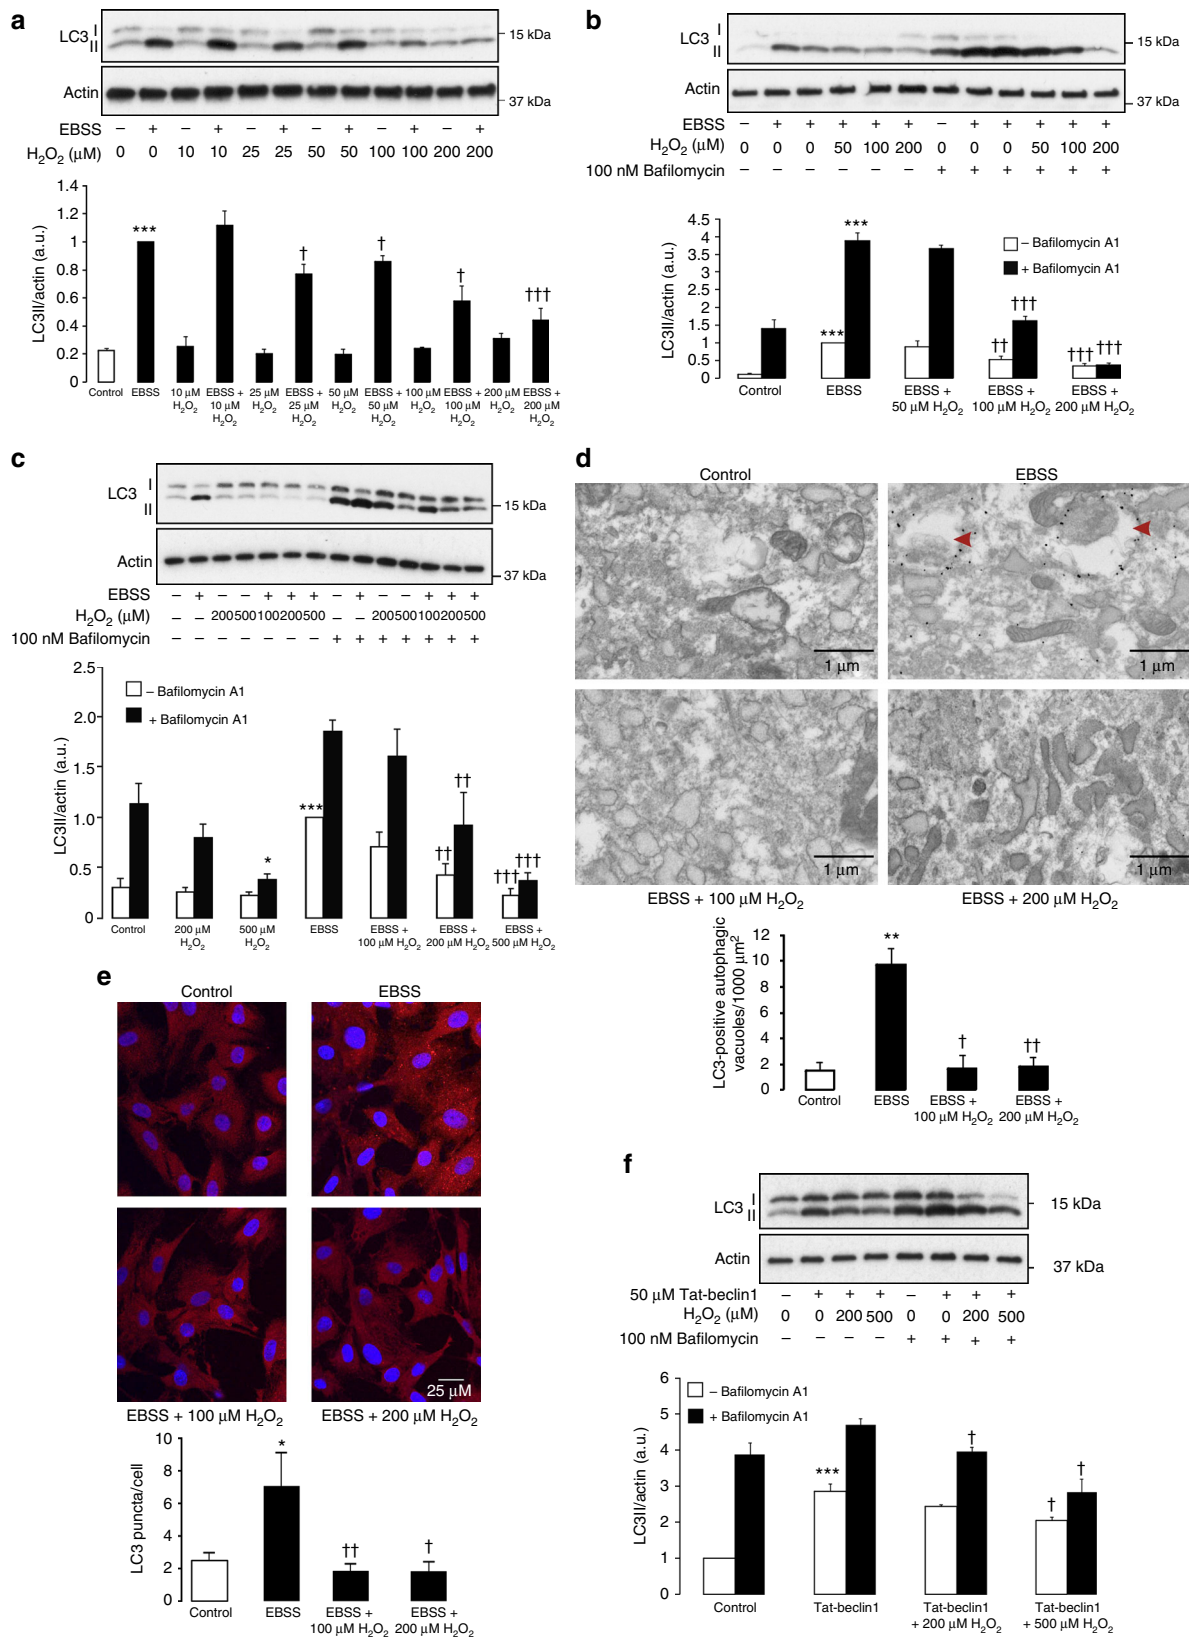 a
LC3 I
II
15 kDa
Actin
37 kDa
EBSS – + – + – + – + – + – +
H₂O₂ (µM) 0 0 10 10 25 25 50 50 100 100 200 200
1.4
1.2
1
0.8
0.6
0.4
0.2
0
LC3II/actin (a.u.)
*** † † † †††
Control EBSS 10 µM H₂O₂ EBSS + 10 µM H₂O₂ 25 µM H₂O₂ EBSS + 25 µM H₂O₂ 50 µM H₂O₂ EBSS + 50 µM H₂O₂ 100 µM H₂O₂ EBSS + 100 µM H₂O₂ 200 µM H₂O₂ EBSS + 200 µM H₂O₂
b
LC3 I
II
15 kDa
Actin
37 kDa
EBSS – + + + + + – + + + + +
H₂O₂ (µM) 0 0 0 50 100 200 0 0 0 50 100 200
100 nM Bafilomycin – – – – – – + + + + + +
4.5
4
3.5
3
2.5
2
1.5
1
0.5
0
LC3II/actin (a.u.)
– Bafilomycin A1
+ Bafilomycin A1
*** *** †† ††† ††† †††
Control EBSS EBSS + 50 µM H₂O₂ EBSS + 100 µM H₂O₂ EBSS + 200 µM H₂O₂
c
LC3 I
II
15 kDa
Actin
37 kDa
EBSS – + – – + + + – + – – + + +
H₂O₂ (µM) – – 200 500 100 200 500 – – 200 500 100 200 500
100 nM Bafilomycin – – – – – – – + + + + + + +
2.5
2.0
1.5
1.0
0.5
0
LC3II/actin (a.u.)
– Bafilomycin A1
+ Bafilomycin A1
* *** †† †† ††† †††
Control 200 µM H₂O₂ 500 µM H₂O₂ EBSS EBSS + 100 µM H₂O₂ EBSS + 200 µM H₂O₂ EBSS + 500 µM H₂O₂
d
Control EBSS
1 µm 1 µm
1 µm 1 µm
EBSS + 100 µM H₂O₂ EBSS + 200 µM H₂O₂
12
10
8
6
4
2
0
LC3-positive autophagic
vacuoles/1000 µm²
** † ††
Control EBSS EBSS + 100 µM H₂O₂ EBSS + 200 µM H₂O₂
e
Control EBSS
25 µM
EBSS + 100 µM H₂O₂ EBSS + 200 µM H₂O₂
10
8
6
4
2
0
LC3 puncta/cell
* †† †
Control EBSS EBSS + 100 µM H₂O₂ EBSS + 200 µM H₂O₂
f
LC3 I
II
15 kDa
Actin
37 kDa
50 µM Tat-beclin1 – + + + – + + +
H₂O₂ (µM) 0 0 200 500 0 0 200 500
100 nM Bafilomycin – – – – + + + +
6
5
4
3
2
1
0
LC3II/actin (a.u.)
– Bafilomycin A1
+ Bafilomycin A1
*** † † †
Control Tat-beclin1 Tat-beclin1 + 200 µM H₂O₂ Tat-beclin1 + 500 µM H₂O₂